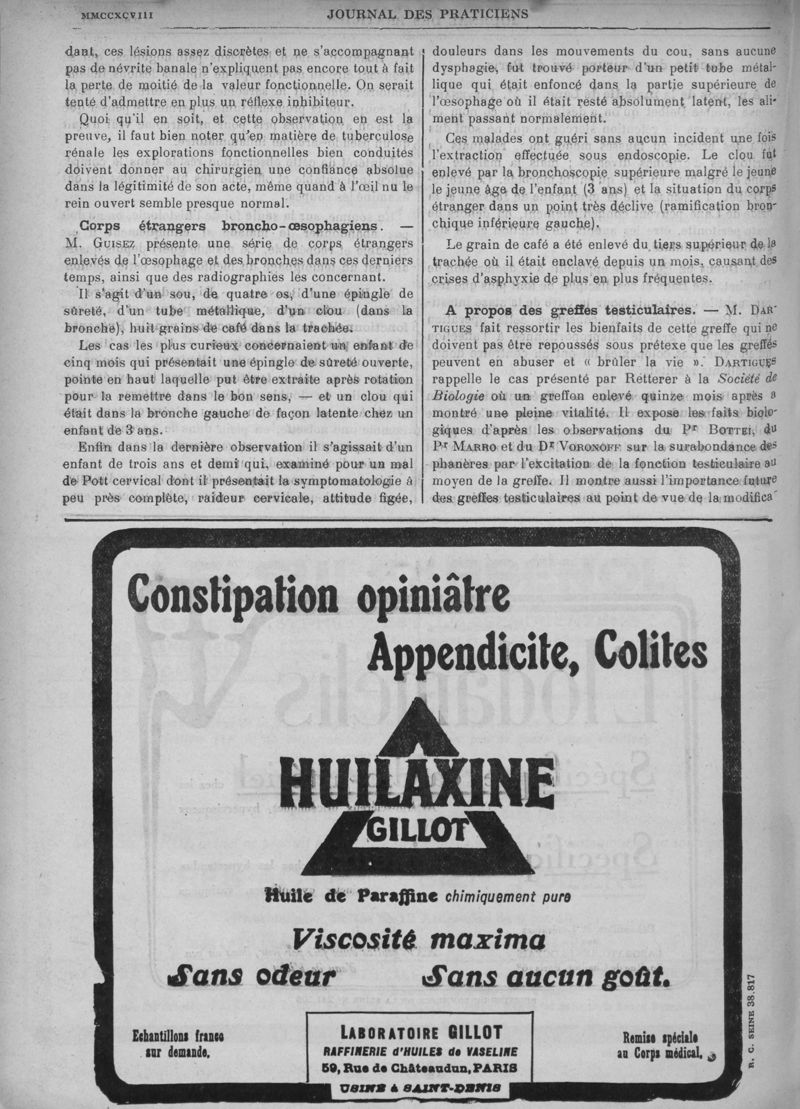 MMCCXCVIII
JOURNAL DES PRATICIENS
dant, ces lésions assez discrètes et ne s'accompagnant
pas de névrite banale n'expliquent pas encore tout à fait
la perte de moitié de la valeur fonctionnelle. On serait
tenté d'admettre en plus un réflexe inhibiteur.
Quoi qu'il en soit, et cette observation en est la
preuve, il faut bien noter qu'en matière de tuberculose
rénale les explorations fonctionnelles bien conduites
doivent donner au chirurgien une confiance absolue
dans la légitimité de son acte, même quand à l'œil nu le
rein ouvert semble presque normal.
Corps étrangers broncho-œsophagiens. —
M. GUISEZ présente une série de corps étrangers
enlevés de l'œsophage et des bronches dans ces derniers
temps, ainsi que des radiographies les concernant.
Il s'agit d'un sou, de quatre os, d'une épingle de
sûreté, d'un tube métallique, d'un clou (dans la
bronche), huit grains de café dans la trachée.
Les cas les plus curieux concernaient un enfant de
cinq mois qui présentait une épingle de sûreté ouverte,
pointe en haut laquelle put être extraite après rotation
pour la remettre dans le bon sens, — et un clou qui
était dans la bronche gauche de façon latente chez un
enfant de 3 ans.
Enfin dans la dernière observation il s'agissait d'un
enfant de trois ans et demi qui, examiné pour un mal
de Pott cervical dont il présentait la symptomatologie à
peu près complète, raideur cervicale, attitude figée,
douleurs dans les mouvements du cou, sans aucune
dysphagie, fut trouvé porteur d'un petit tube métal-
lique qui était enfoncé dans la partie supérieure de
l'œsophage où il était resté absolument latent, les ali-
ment passant normalement.
Ces malades ont guéri sans aucun incident une fois
l'extraction effectuée sous endoscopie. Le clou fut
enlevé par la bronchoscopie supérieure malgré le jeune
le jeune âge de l'enfant (3 ans) et la situation du corps
étranger dans un point très déclive (ramification bron-
chique inférieure gauche).
Le grain de café a été enlevé du tiers supérieur de la
trachée où il était enclavé depuis un mois, causant des
crises d'asphyxie de plus en plus fréquentes.
A propos des greffes testiculaires. — M. DAR-
TIGUES fait ressortir les bienfaits de cette greffe qui ne
doivent pas être repoussés sous prétexe que les greffés
peuvent en abuser et « brûler la vie ». DARTIGUES
rappelle le cas présenté par Retterer à la Société de
Biologie où un greffon enlevé quinze mois après a
montré une pleine vitalité. Il expose les faits biolo-
giques d'après les observations du Pr BOTTEI, du
Pr MARRO et du Dr VORONOFF sur la surabondance des
phanères par l'excitation de la fonction testiculaire au
moyen de la greffe. Il montre aussi l'importance future
des greffes testiculaires au point de vue de la modifica-
Constipation opiniâtre
Appendicite, Colites
HUILAXINE
GILLOT
Huile de Paraffine chimiquement pure
Viscosité maxima
Sans odeur Sans aucun goût.
Echantillons franco
sur demande.
LABORATOIRE GILLOT
RAFFINERIE d'HUILES de VASELINE
59, Rue de Châteaudun, PARIS
USINE à SAINT-DENIS
Remise spéciale
au Corps médical.
R. C. SEINE 38.817